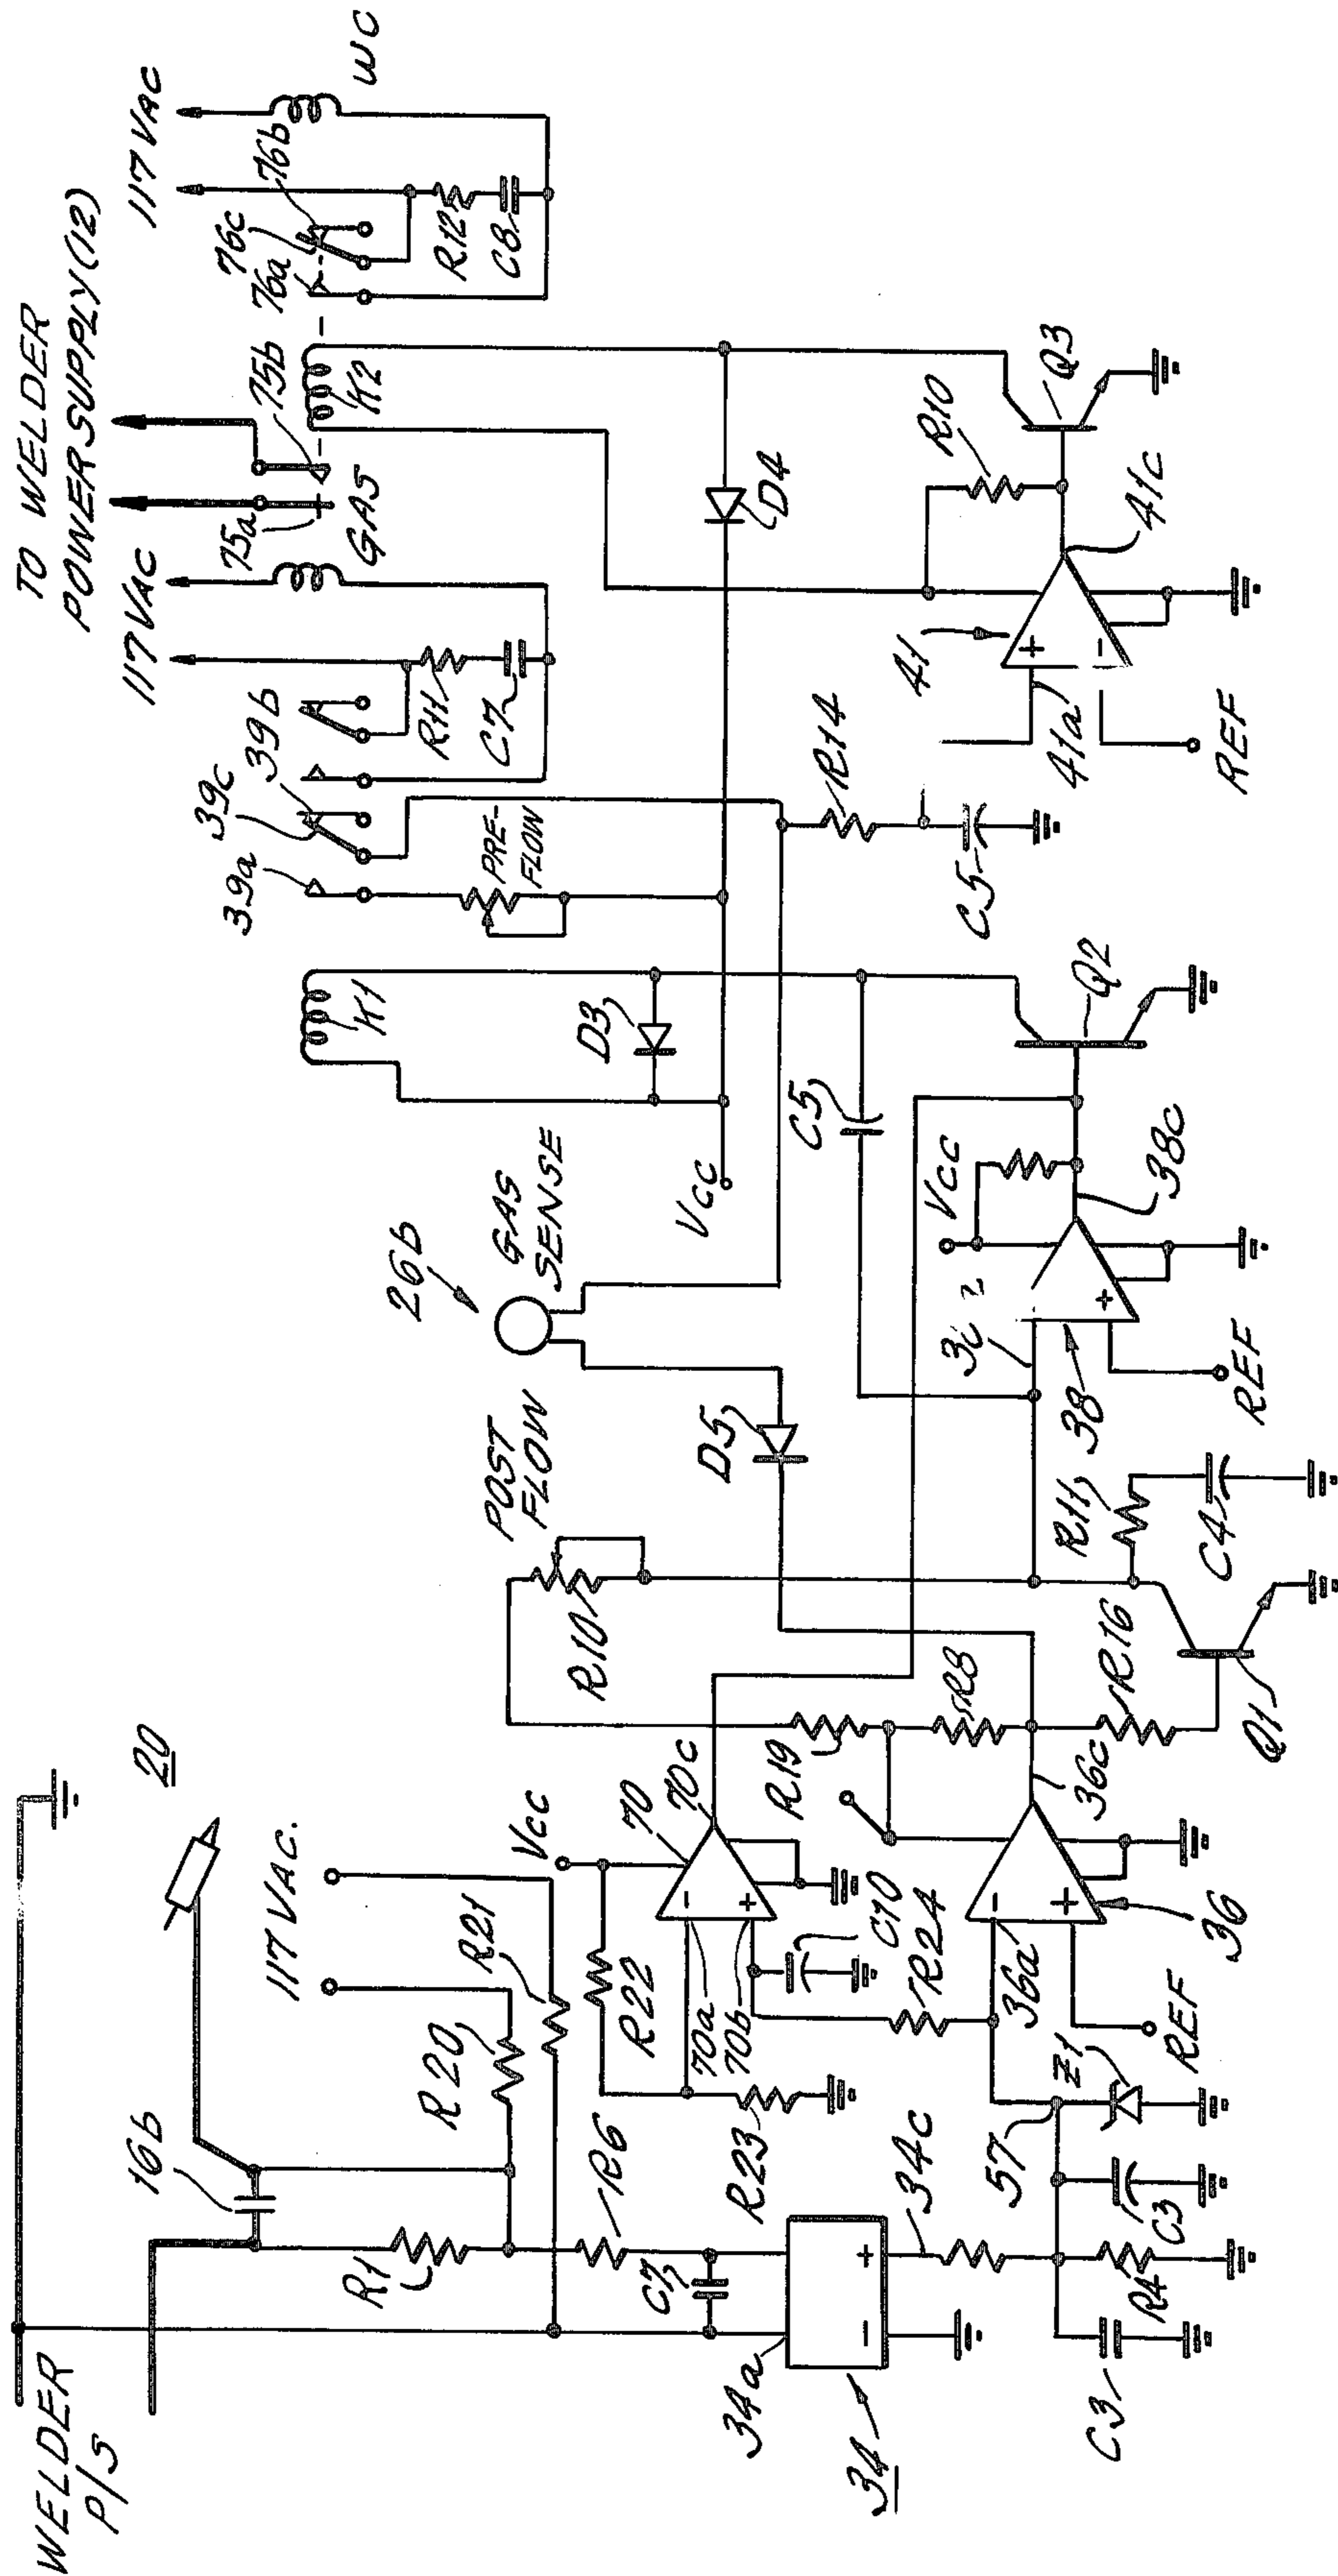 WELDER
P/S
20
16b
117 VAC.
R1
R20
R21
R6
C7
34a
34
34c
C3
R4
C3
57
Z1
REF
R22
R23
70a
70b
Vcc
70
70c
C10
R24
36a
36
36c
R19
R8
R16
Q1
R10
POST
FLOW
D5
26b
GAS
SENSE
R11
C4
38
REF
Vcc
38c
C5
Q2
Vcc
K1
D3
39a
39c
39b
PRE-
FLOW
R11
C7
117 VAC
GAS
TO WELDER
POWER SUPPLY (12)
75a
75b
K2
D4
R14
C5
41
41a
REF
41c
R10
Q3
76a
76c
76b
R12
C8
117 VAC
WC
+
-
-
+
-
+
+
+
-